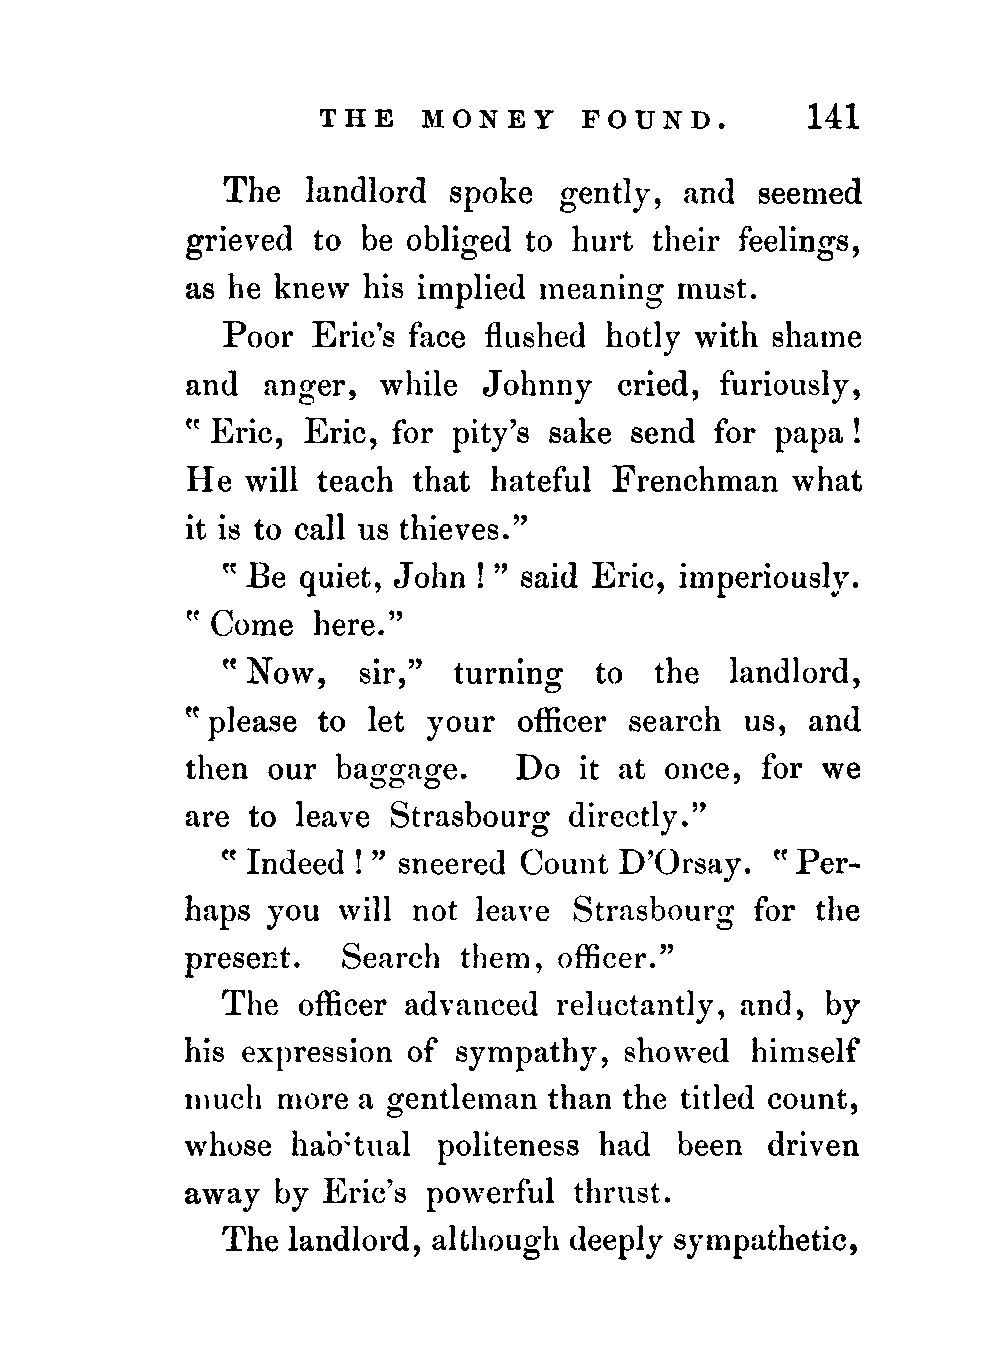 THE MONEY FOUND. 141
The landlord spoke gently, and seemed
grieved to be obliged to hurt their feelings,
as he knew his implied meaning must.
Poor Eric's face flushed hotly with shame
and anger, while Johnny cried, furiously,
"Eric, Eric, for pity's sake send for papa!
He will teach that hateful Frenchman what
it is to call us thieves."
"Be quiet, John!" said Eric, imperiously.
"Come here."
"Now, sir," turning to the landlord,
"please to let your officer search us, and
then our baggage. Do it at once, for we
are to leave Strasbourg directly."
"Indeed!" sneered Count D'Orsay. "Per-
haps you will not leave Strasbourg for the
present. Search them, officer."
The officer advanced reluctantly, and, by
his expression of sympathy, showed himself
much more a gentleman than the titled count,
whose habitual politeness had been driven
away by Eric's powerful thrust.
The landlord, although deeply sympathetic,